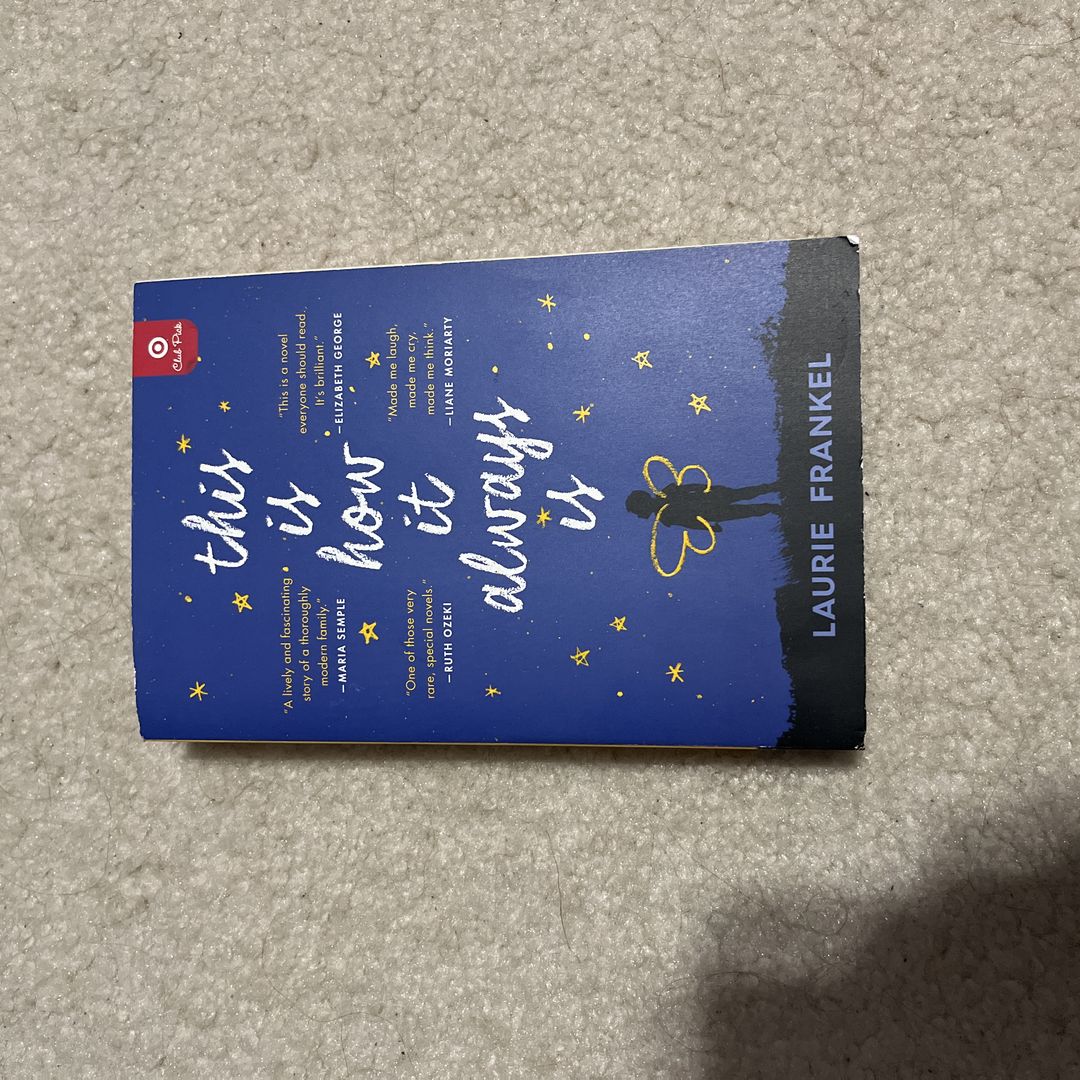 Club Pick
this
is
how
it
always
is
"A lively and fascinating
story of a thoroughly
modern family."
—MARIA SEMPLE
"This is a novel
everyone should read.
It's brilliant."
—ELIZABETH GEORGE
"One of those very
rare, special novels."
—RUTH OZEKI
"Made me laugh,
made me cry,
made me think."
—LIANE MORIARTY
LAURIE FRANKEL